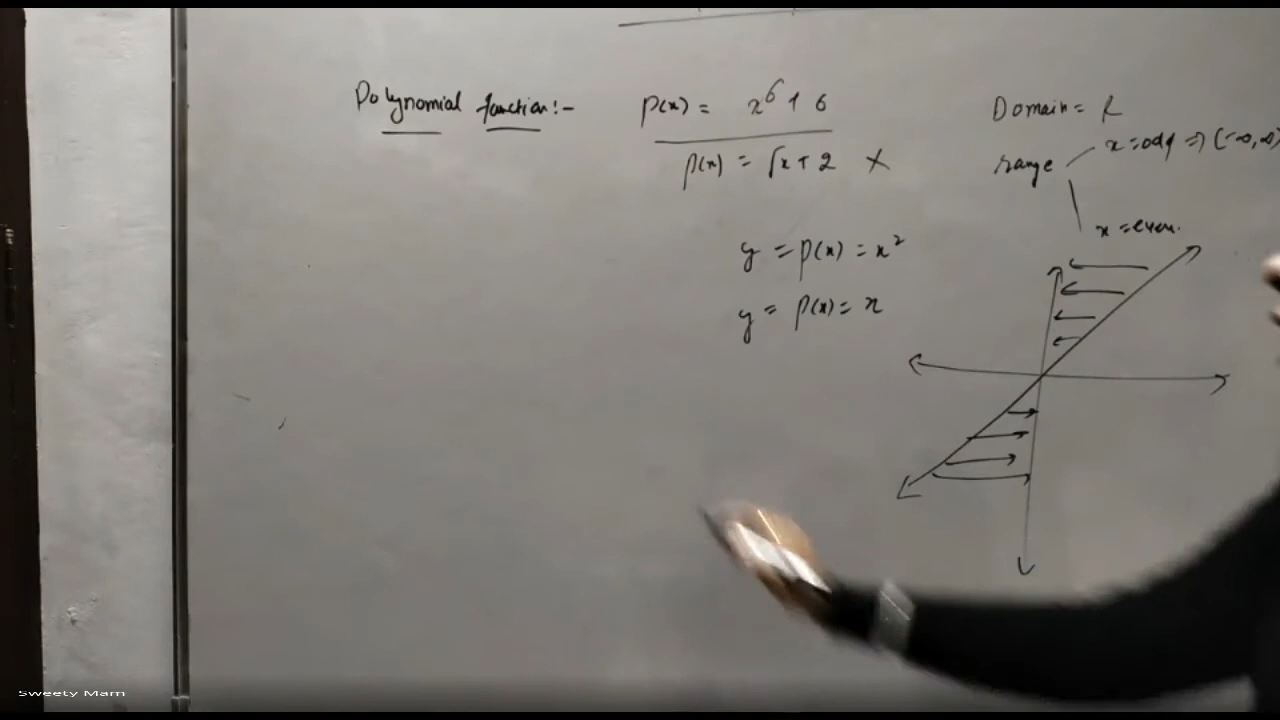 Polynomial function:-
p(x) = x⁶ + 6
p(x) = √x + 2 ×
y = p(x) = x²
y = p(x) = x
Domain = R
range
x = odd ⇒ (-∞, ∞)
x = even.
Sweety Mam